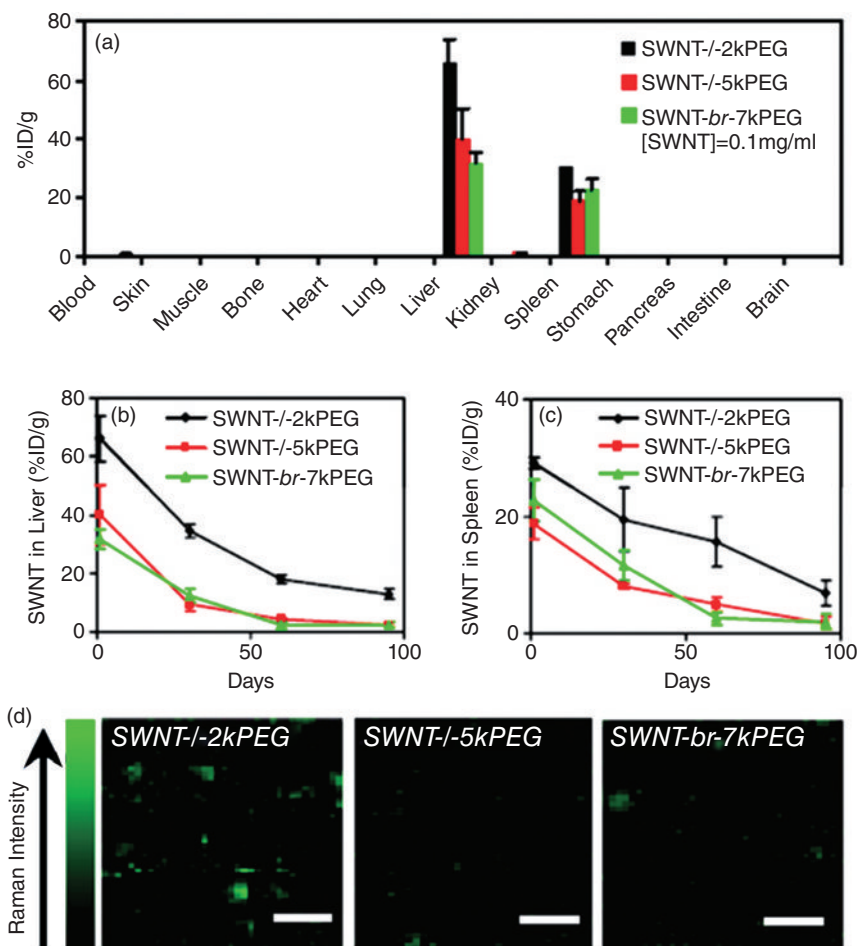 (a)
%ID/g
80
60
40
20
0
SWNT-/-2kPEG
SWNT-/-5kPEG
SWNT-br-7kPEG
[SWNT]=0.1mg/ml
Blood
Skin
Muscle
Bone
Heart
Lung
Liver
Kidney
Spleen
Stomach
Pancreas
Intestine
Brain
(b)
SWNT in Liver (%ID/g)
80
60
40
20
0
SWNT-/-2kPEG
SWNT-/-5kPEG
SWNT-br-7kPEG
0 50 100
Days
(c)
SWNT in Spleen (%ID/g)
40
20
0
SWNT-/-2kPEG
SWNT-/-5kPEG
SWNT-br-7kPEG
0 50 100
Days
(d)
Raman Intensity
SWNT-/-2kPEG
SWNT-/-5kPEG
SWNT-br-7kPEG